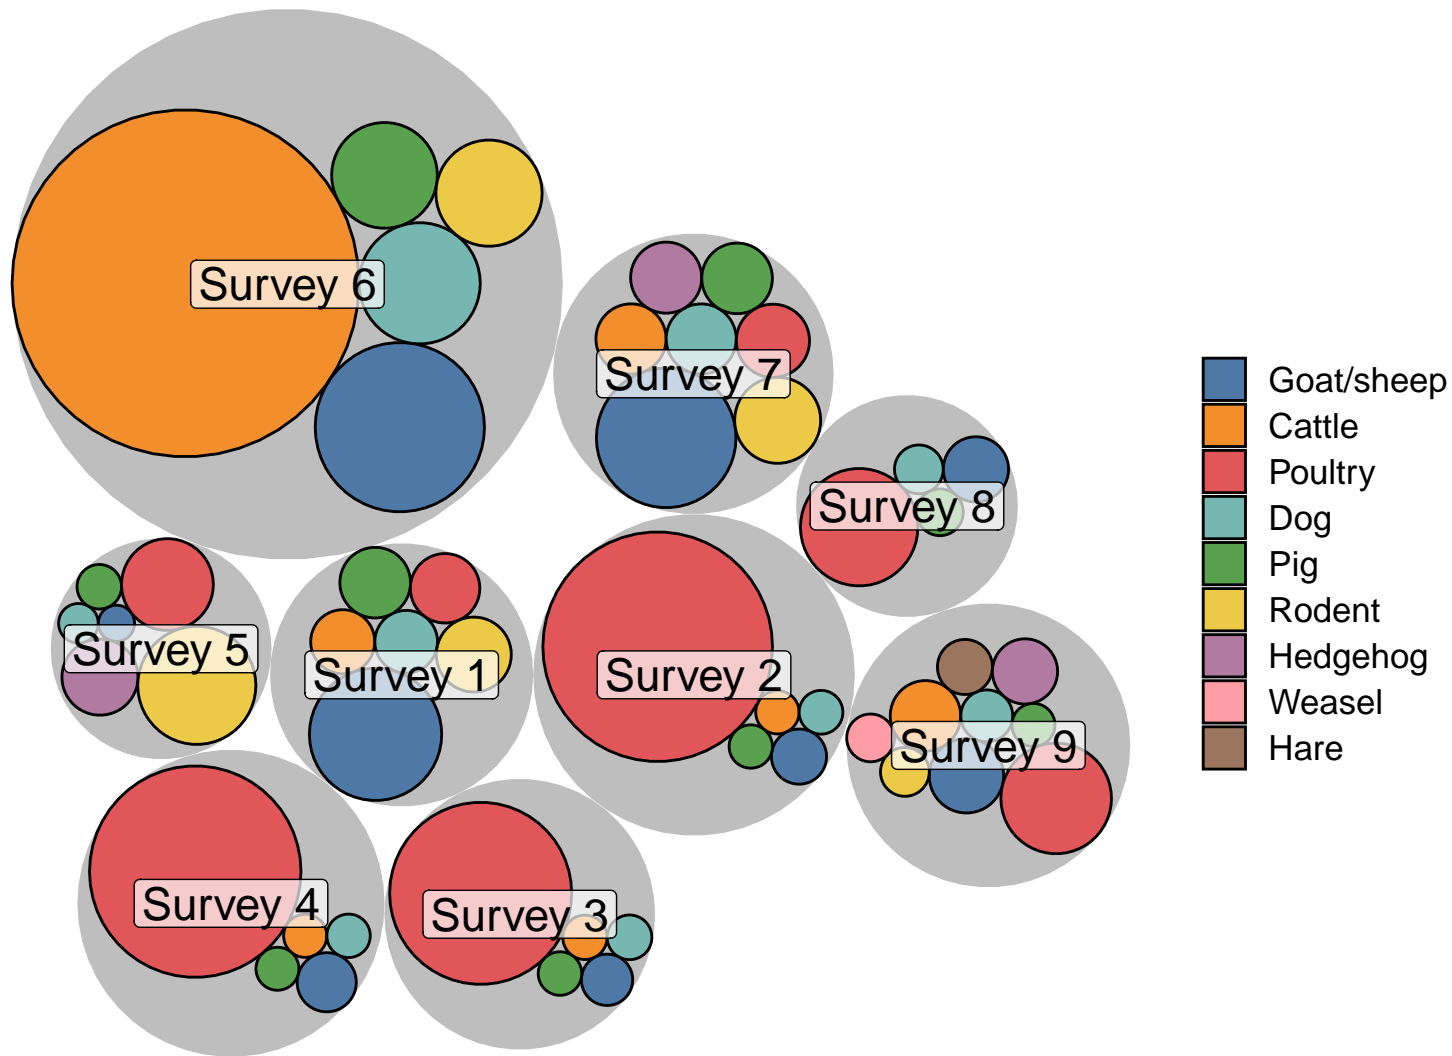 Survey 6
Survey 7
Survey 8
Survey 5
Survey 1
Survey 2
Survey 9
Survey 4
Survey 3
Goat/sheep
Cattle
Poultry
Dog
Pig
Rodent
Hedgehog
Weasel
Hare